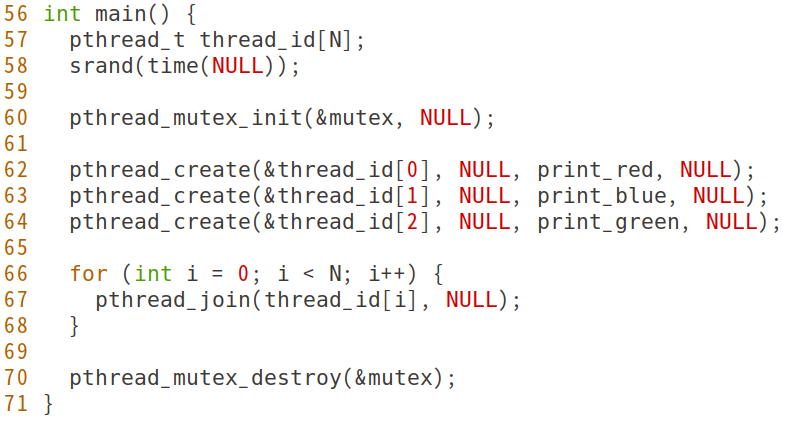 56 int main() {
57   pthread_t thread_id[N];
58   srand(time(NULL));
59
60   pthread_mutex_init(&mutex, NULL);
61
62   pthread_create(&thread_id[0], NULL, print_red, NULL);
63   pthread_create(&thread_id[1], NULL, print_blue, NULL);
64   pthread_create(&thread_id[2], NULL, print_green, NULL);
65
66   for (int i = 0; i < N; i++) {
67     pthread_join(thread_id[i], NULL);
68   }
69
70   pthread_mutex_destroy(&mutex);
71 }